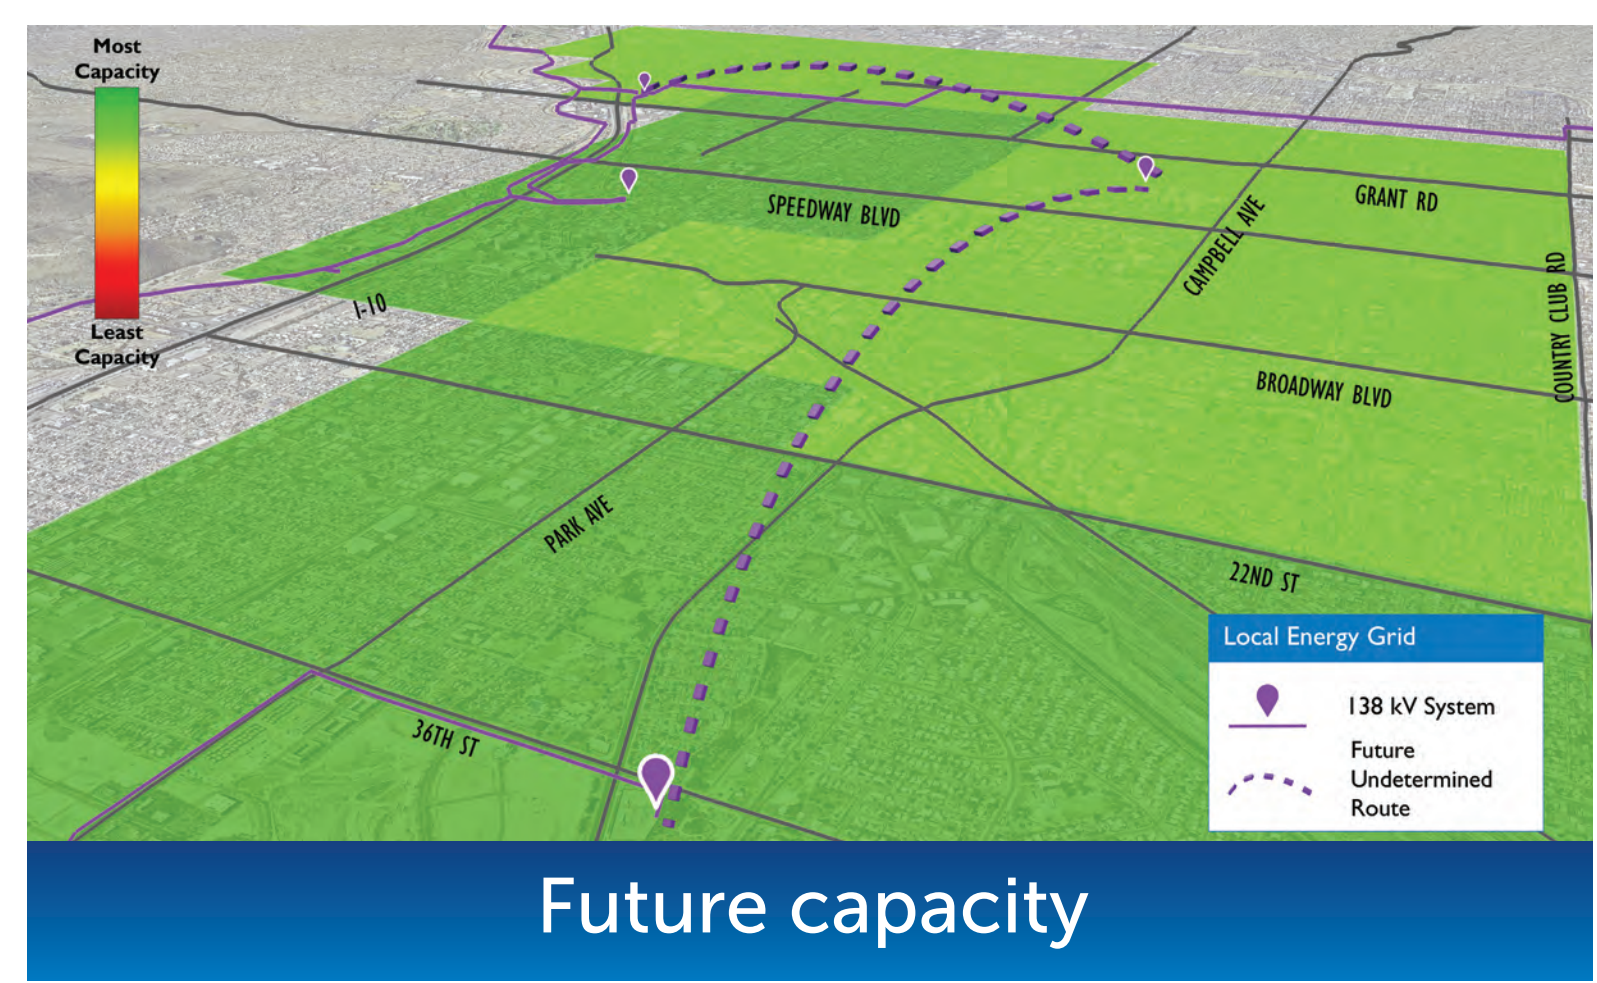 Most
Capacity
Least
Capacity
I-10
SPEEDWAY BLVD
GRANT RD
CAMPBELL AVE
COUNTRY CLUB RD
BROADWAY BLVD
PARK AVE
22ND ST
36TH ST
Local Energy Grid
138 kV System
Future
Undetermined
Route
Future capacity